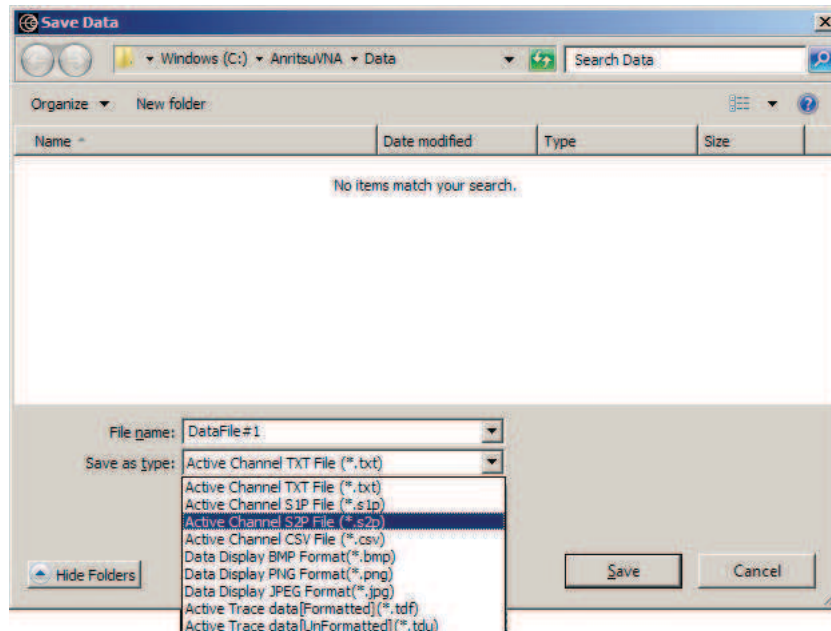 Save Data
Windows (C:) AnritsuVNA Data Search Data
Organize New folder
Name Date modified Type Size
No items match your search.
File name: DataFile#1
Save as type: Active Channel TXT File (*.txt)
Active Channel TXT File (*.txt)
Active Channel S1P File (*.s1p)
Active Channel S2P File (*.s2p)
Active Channel CSV File (*.csv)
Data Display BMP Format(*.bmp)
Data Display PNG Format(*.png)
Data Display JPEG Format(*.jpg)
Active Trace data[Formatted](*.tdf)
Active Trace data[UnFormatted](*.tdu)
Hide Folders Save Cancel